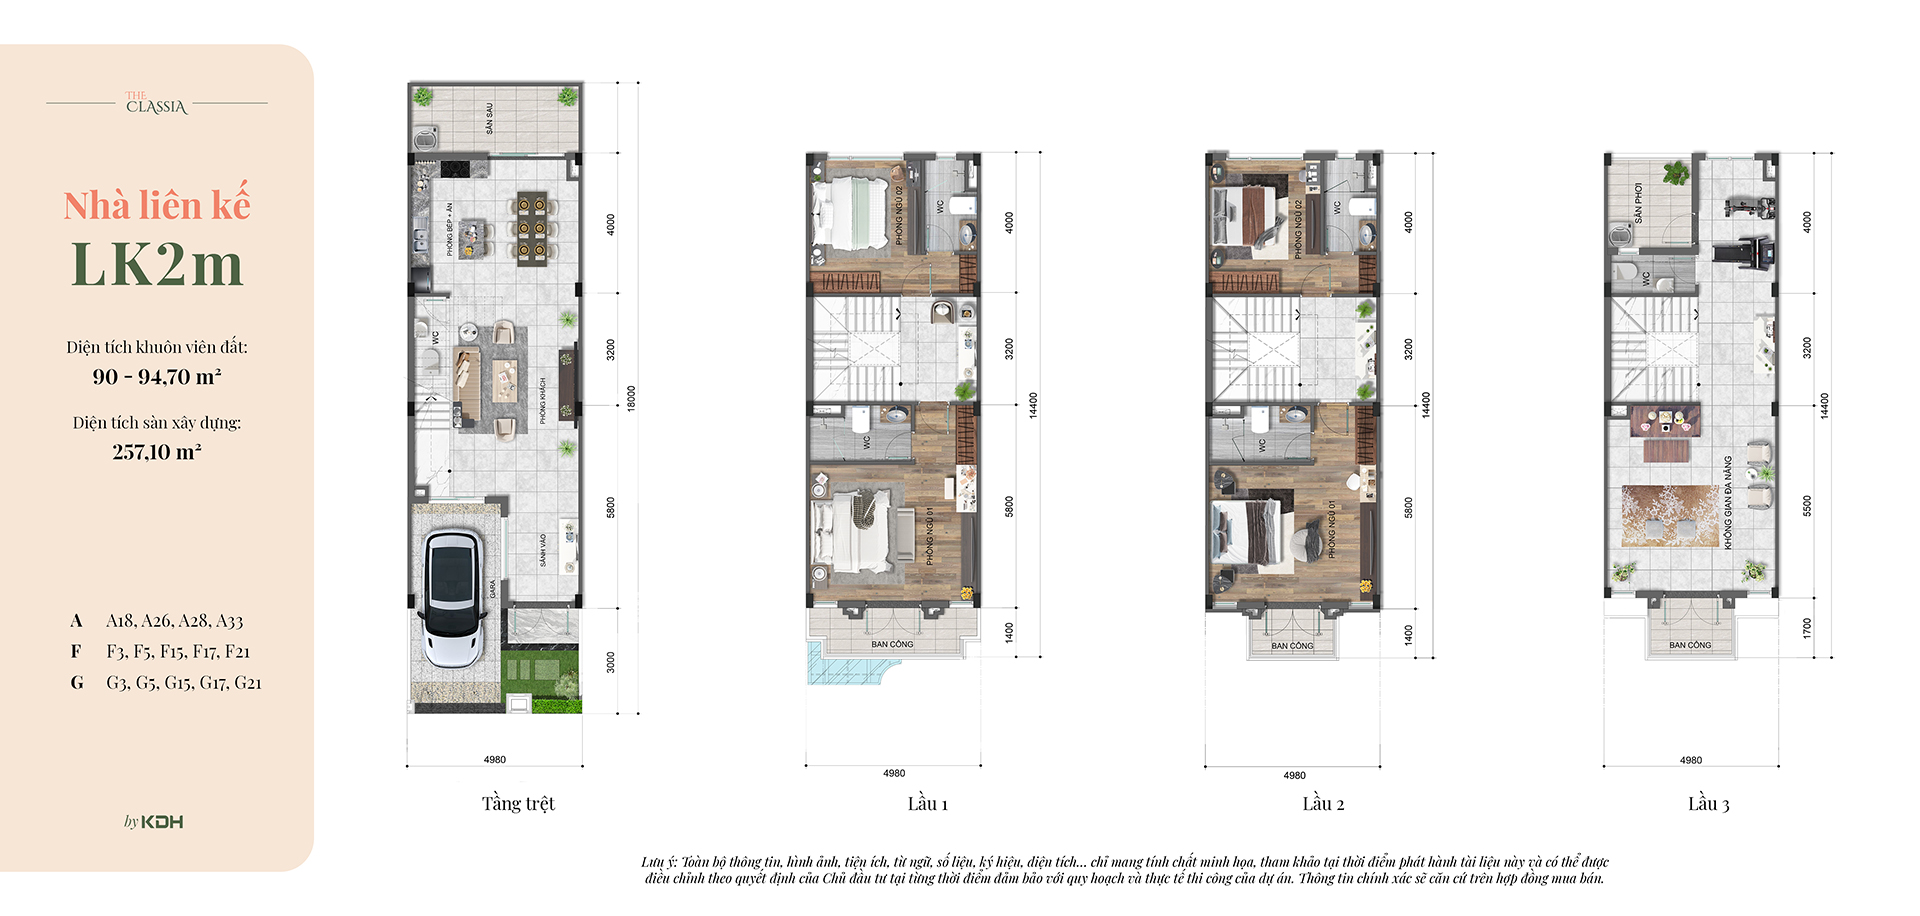 THE
CLASSIA
Nhà liên kế
LK2m
Diện tích khuôn viên đất:
90 - 94,70 m²
Diện tích sàn xây dựng:
257,10 m²
A A18, A26, A28, A33
F F3, F5, F15, F17, F21
G G3, G5, G15, G17, G21
by KDH
SÂN SAU
PHÒNG BẾP + ĂN
WC
PHÒNG KHÁCH
SẢNH VÀO
GARA
4000
3200
5800
3000
18000
4980
Tầng trệt
PHÒNG NGỦ 02
WC
WC
PHÒNG NGỦ 01
BAN CÔNG
4000
3200
5800
1400
14400
4980
Lầu 1
PHÒNG NGỦ 02
WC
WC
PHÒNG NGỦ 01
BAN CÔNG
4000
3200
5800
1400
14400
4980
Lầu 2
SÂN PHƠI
WC
KHÔNG GIAN ĐA NĂNG
BAN CÔNG
4000
3200
5500
1700
14400
4980
Lầu 3
Lưu ý: Toàn bộ thông tin, hình ảnh, tiện ích, từ ngữ, số liệu, ký hiệu, diện tích... chỉ mang tính chất minh họa, tham khảo tại thời điểm phát hành tài liệu này và có thể được
điều chỉnh theo quyết định của Chủ đầu tư tại từng thời điểm đảm bảo với quy hoạch và thực tế thi công của dự án. Thông tin chính xác sẽ căn cứ trên hợp đồng mua bán.